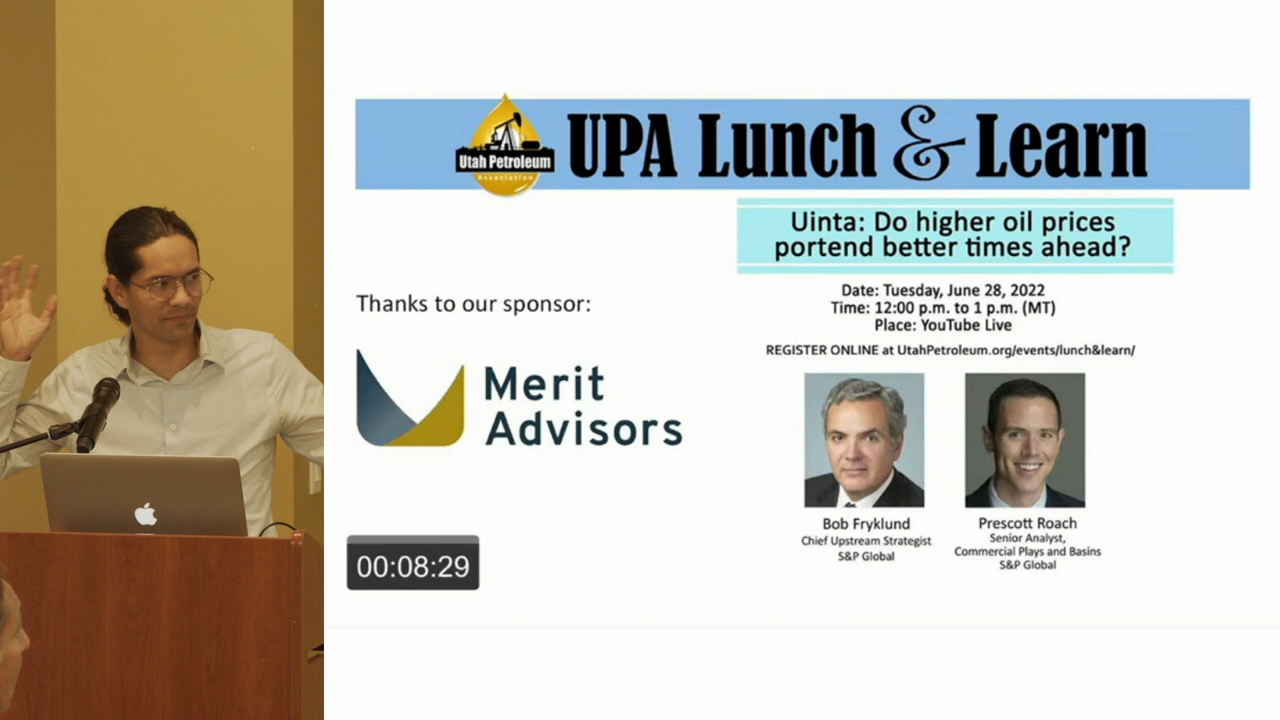 Utah Petroleum
Association
UPA Lunch & Learn
Uinta: Do higher oil prices
portend better times ahead?
Date: Tuesday, June 28, 2022
Time: 12:00 p.m. to 1 p.m. (MT)
Place: YouTube Live
REGISTER ONLINE at UtahPetroleum.org/events/lunch&learn/
Thanks to our sponsor:
Merit
Advisors
Bob Fryklund
Chief Upstream Strategist
S&P Global
Prescott Roach
Senior Analyst,
Commercial Plays and Basins
S&P Global
00:08:29